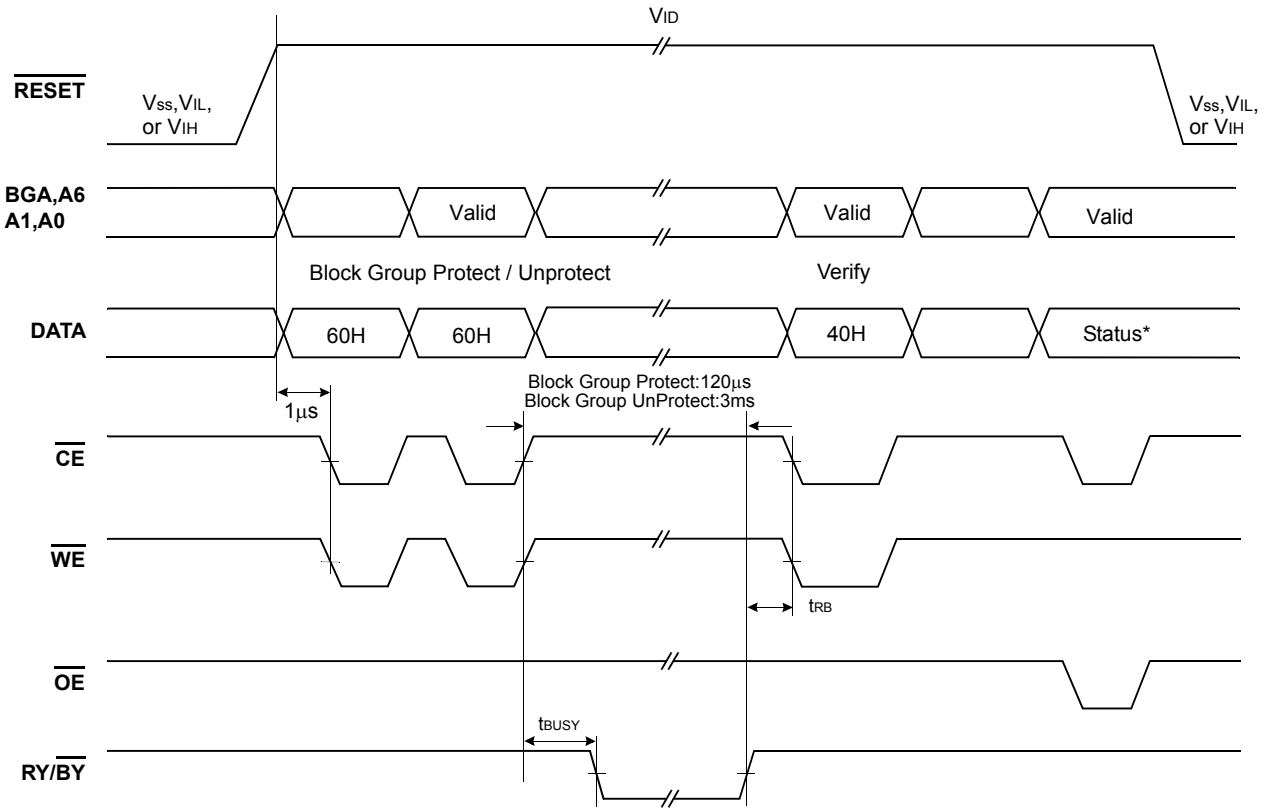 VID
RESET
Vss,VIL,
or VIH
Vss,VIL,
or VIH
BGA,A6
A1,A0
Valid
Valid
Valid
Block Group Protect / Unprotect
Verify
DATA
60H
60H
40H
Status*
Block Group Protect:120μs
Block Group UnProtect:3ms
1μs
CE
WE
tRB
OE
tBUSY
RY/BY